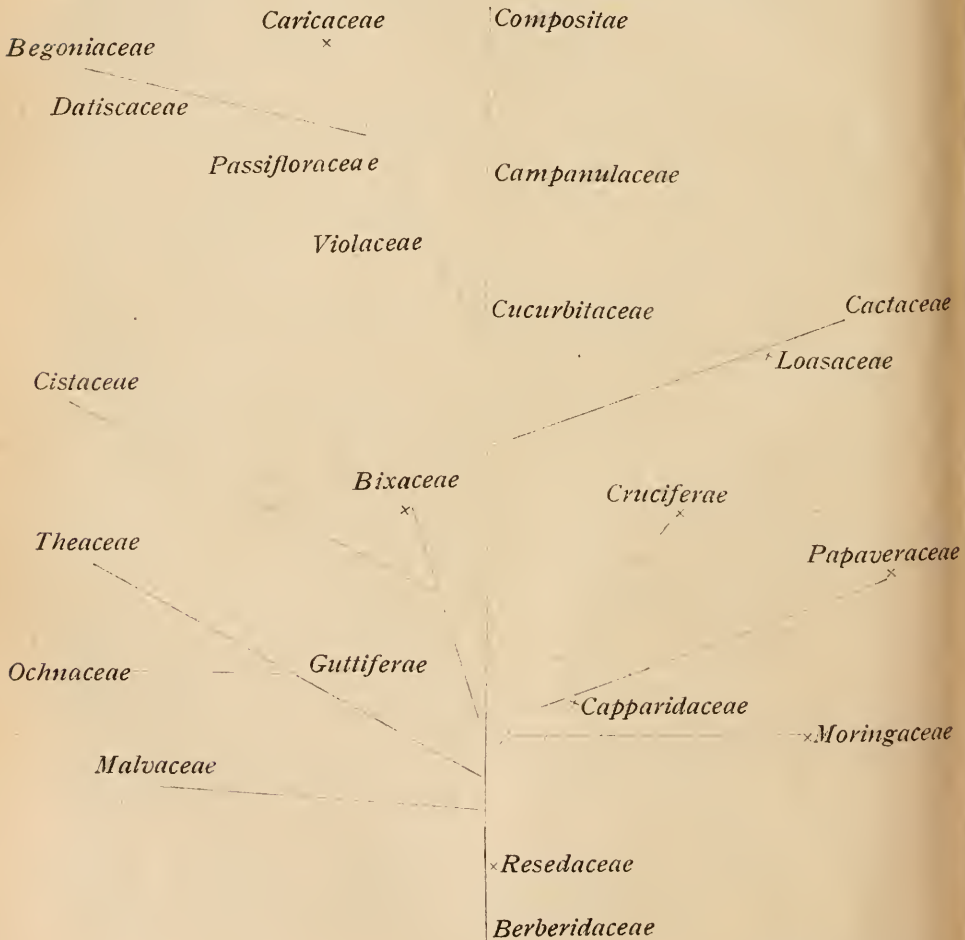 Caricaceae
Compositae
Begoniaceae
Datiscaceae
Passifloraceae
Campanulaceae
Violaceae
Cucurbitaceae
Cactaceae
Loasaceae
Cistaceae
Bixaceae
Cruciferae
Theaceae
Papaveraceae
Ochnaceae
Guttiferae
Capparidaceae
Moringaceae
Malvaceae
Resedaceae
Berberidaceae